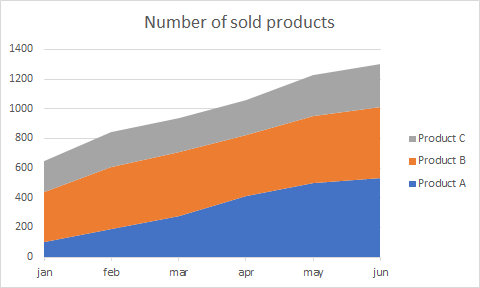 Number of sold products
1400
1200
1000
800
600
400
200
0
jan feb mar apr may jun
Product C
Product B
Product A